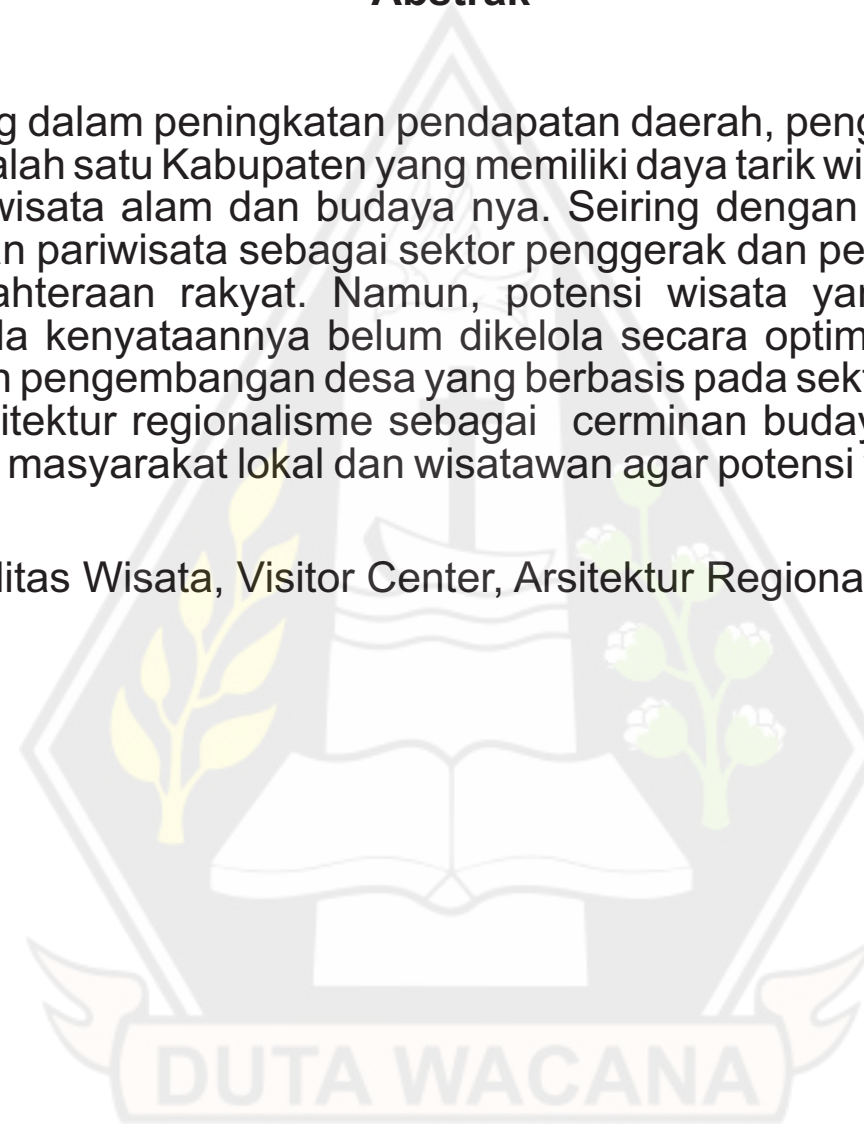 Abstrak
g dalam peningkatan pendapatan daerah, peng
alah satu Kabupaten yang memiliki daya tarik wi
wisata alam dan budaya nya. Seiring dengan
n pariwisata sebagai sektor penggerak dan pe
ahteraan rakyat. Namun, potensi wisata yan
da kenyataannya belum dikelola secara optim
n pengembangan desa yang berbasis pada sekt
sitektur regionalisme sebagai cerminan buday
masyarakat lokal dan wisatawan agar potensi
litas Wisata, Visitor Center, Arsitektur Regiona
DUTA WACANA